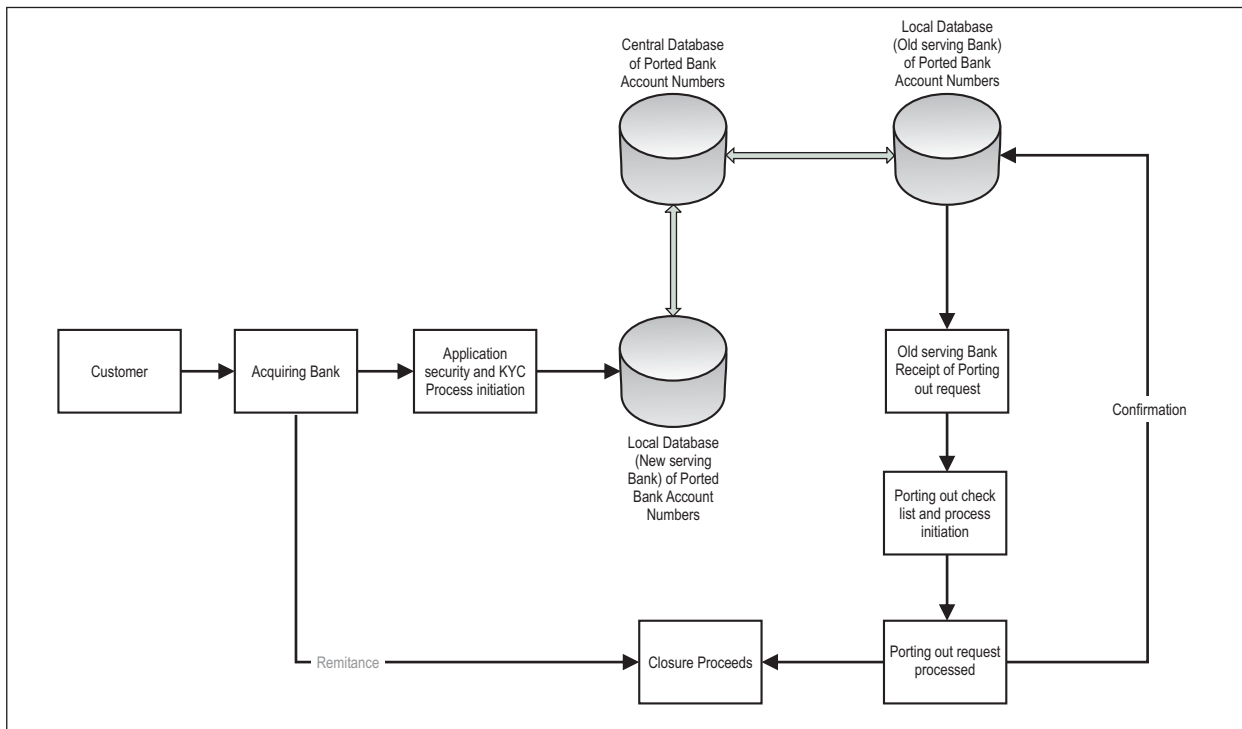 Central Database
of Ported Bank
Account Numbers
Local Database
(Old serving Bank)
of Ported Bank
Account Numbers
Customer
Acquiring Bank
Application
security and KYC
Process initiation
Local Database
(New serving
Bank) of Ported
Bank Account
Numbers
Old serving Bank
Receipt of Porting
out request
Confirmation
Porting out check
list and process
initiation
Remitance
Closure Proceeds
Porting out request
processed